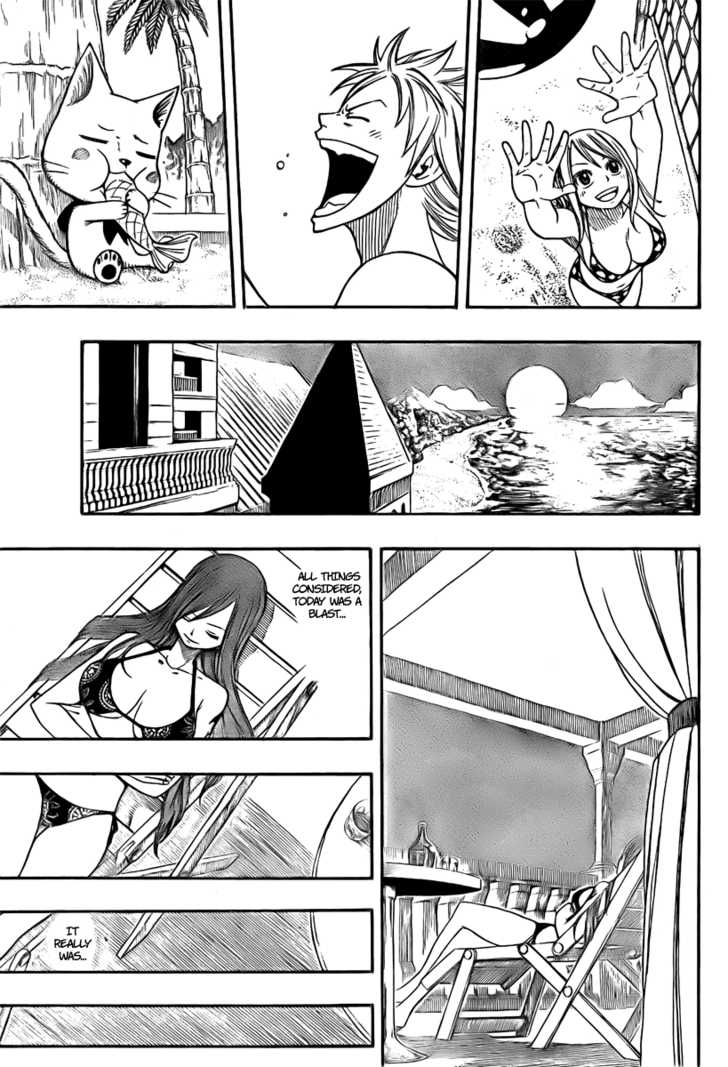 ALL THINGS
CONSIDERED,
TODAY WAS A
BLAST...
IT
REALLY
WAS...